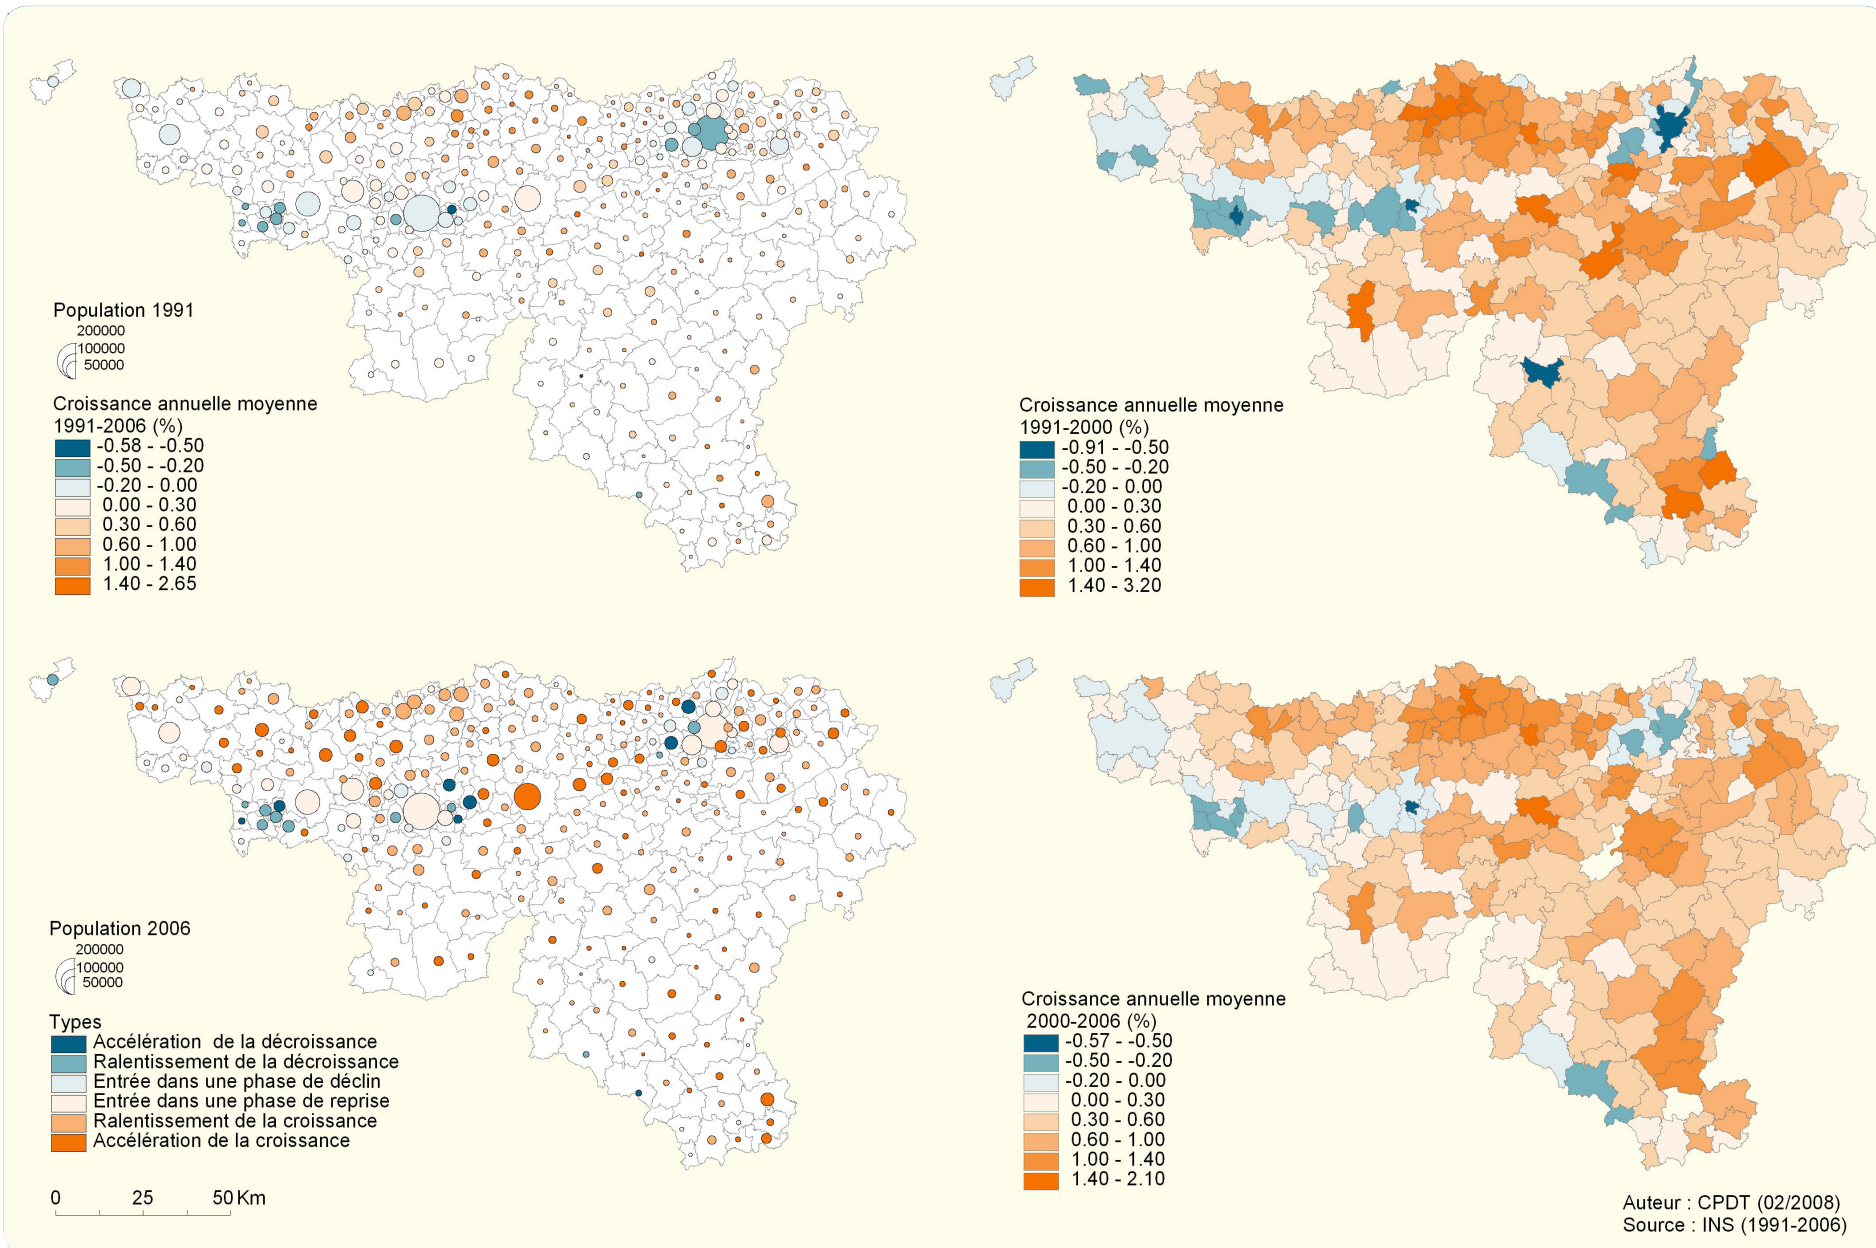 Population 1991
200000
100000
50000
Croissance annuelle moyenne
1991-2006 (%)
-0.58 - -0.50
-0.50 - -0.20
-0.20 - 0.00
0.00 - 0.30
0.30 - 0.60
0.60 - 1.00
1.00 - 1.40
1.40 - 2.65
Croissance annuelle moyenne
1991-2000 (%)
-0.91 - -0.50
-0.50 - -0.20
-0.20 - 0.00
0.00 - 0.30
0.30 - 0.60
0.60 - 1.00
1.00 - 1.40
1.40 - 3.20
Population 2006
200000
100000
50000
Types
Accélération de la décroissance
Ralentissement de la décroissance
Entrée dans une phase de déclin
Entrée dans une phase de reprise
Ralentissement de la croissance
Accélération de la croissance
0 25 50 Km
Croissance annuelle moyenne
2000-2006 (%)
-0.57 - -0.50
-0.50 - -0.20
-0.20 - 0.00
0.00 - 0.30
0.30 - 0.60
0.60 - 1.00
1.00 - 1.40
1.40 - 2.10
Auteur : CPDT (02/2008)
Source : INS (1991-2006)